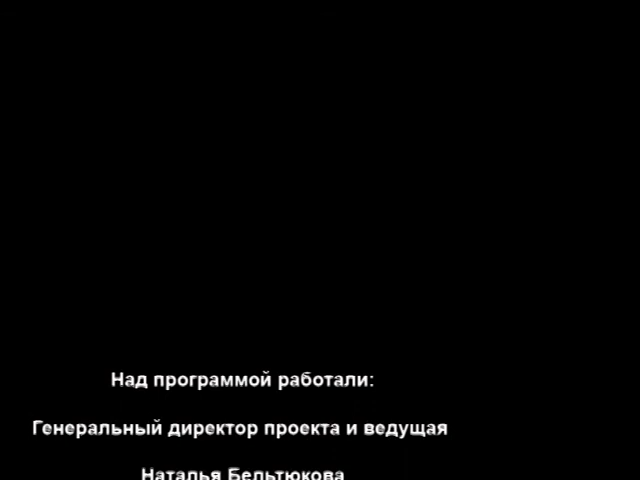 Над программой работали:
Генеральный директор проекта и ведущая
Наталья Бельтюкова